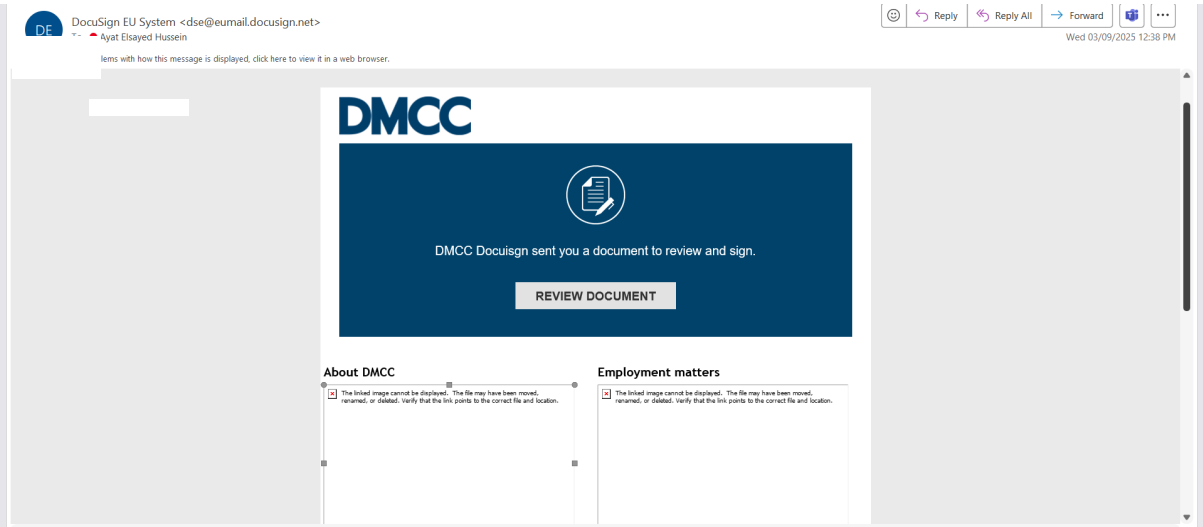 DE
DocuSign EU System <dse@eumail.docusign.net>
Ayat Elsayed Hussein
Reply
Reply All
Forward
Wed 03/09/2025 12:38 PM
lems with how this message is displayed, click here to view it in a web browser.
DMCC
DMCC Docuisgn sent you a document to review and sign.
REVIEW DOCUMENT
About DMCC
Employment matters
The linked image cannot be displayed. The file may have been moved,
renamed, or deleted. Verify that the link points to the correct file and location.
The linked image cannot be displayed. The file may have been moved,
renamed, or deleted. Verify that the link points to the correct file and location.